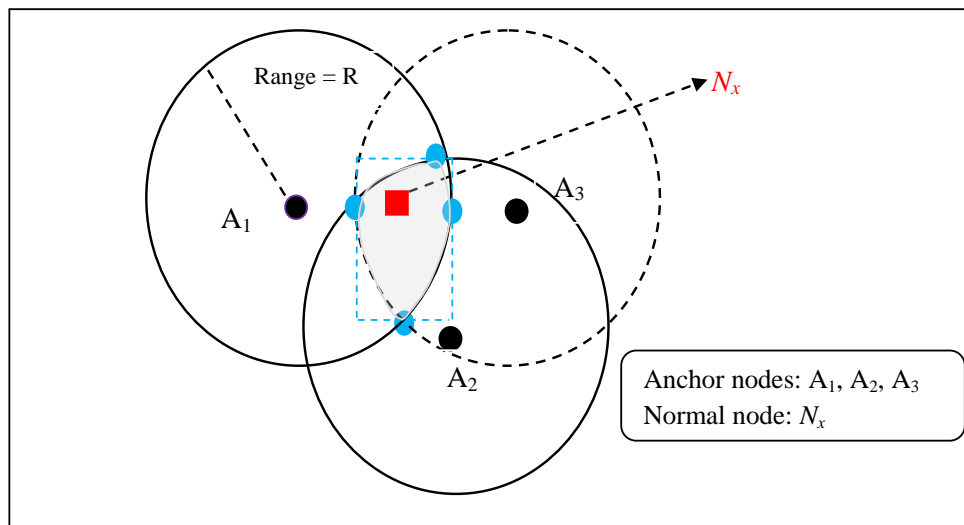 Range = R
Nₓ
A₃
A₁
A₂
Anchor nodes: A₁, A₂, A₃
Normal node: Nₓ